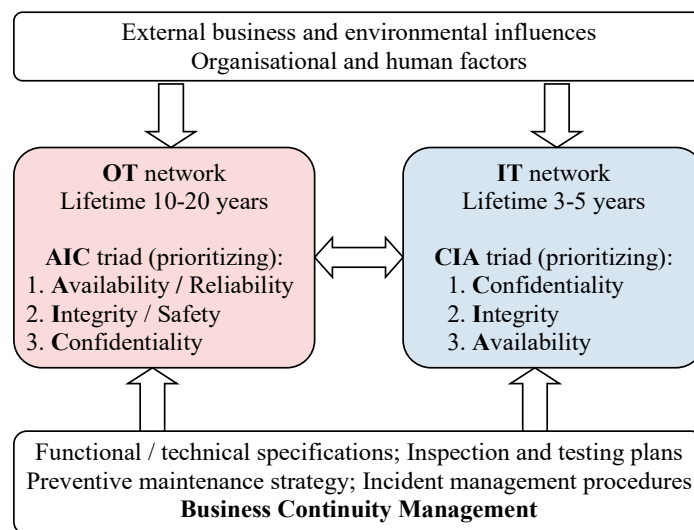 External business and environmental influences
Organisational and human factors
OT network
Lifetime 10-20 years
AIC triad (prioritizing):
1. Availability / Reliability
2. Integrity / Safety
3. Confidentiality
IT network
Lifetime 3-5 years
CIA triad (prioritizing):
1. Confidentiality
2. Integrity
3. Availability
Functional / technical specifications; Inspection and testing plans
Preventive maintenance strategy; Incident management procedures
Business Continuity Management